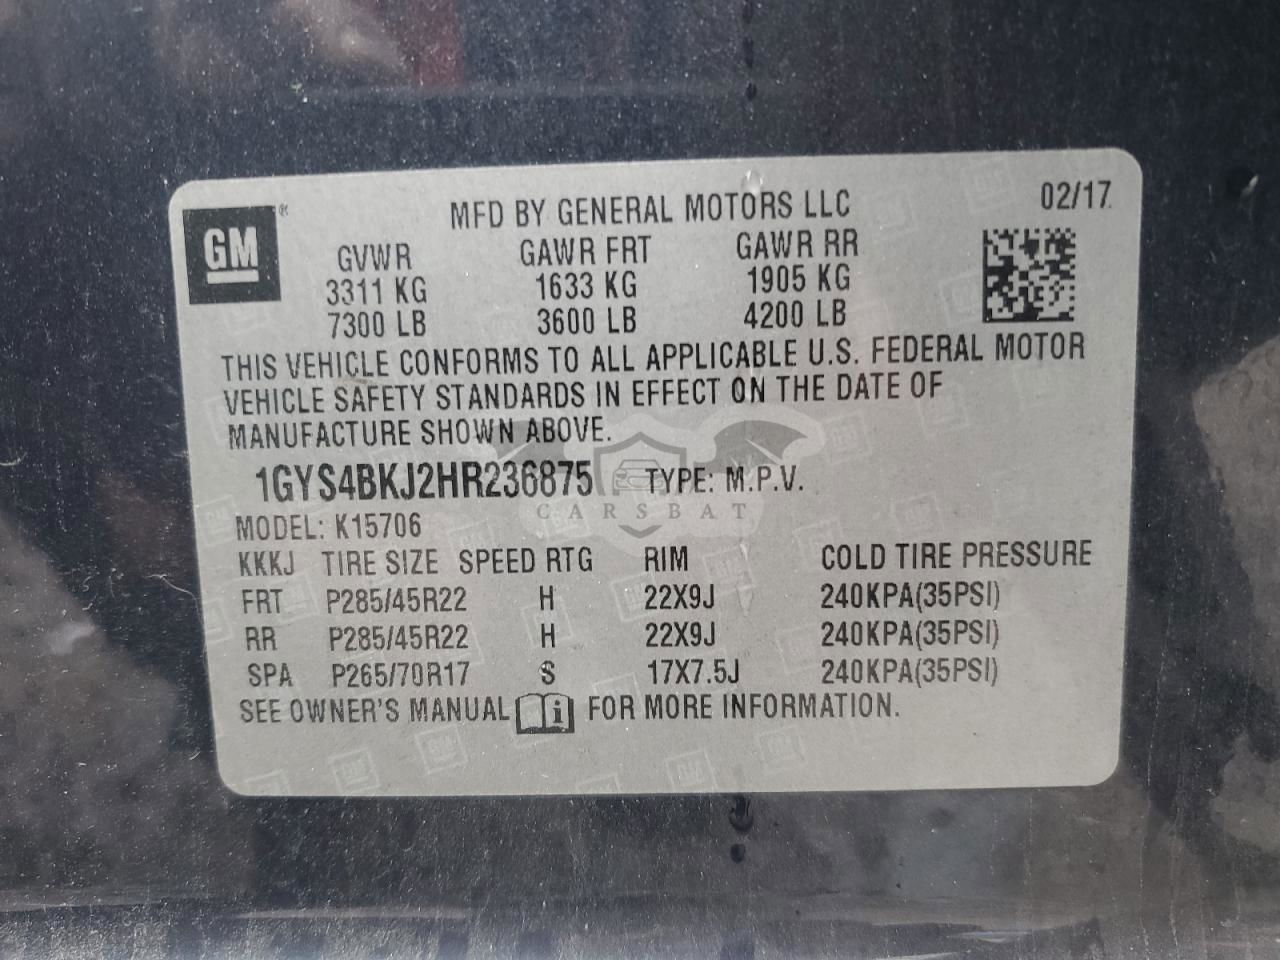 MFD BY GENERAL MOTORS LLC 02/17
GM ®
GVWR GAWR FRT GAWR RR
3311 KG 1633 KG 1905 KG
7300 LB 3600 LB 4200 LB
THIS VEHICLE CONFORMS TO ALL APPLICABLE U.S. FEDERAL MOTOR
VEHICLE SAFETY STANDARDS IN EFFECT ON THE DATE OF
MANUFACTURE SHOWN ABOVE.
1GYS4BKJ2HR236875 TYPE: M.P.V.
CARSBAT
MODEL: K15706
KKKJ TIRE SIZE SPEED RTG RIM COLD TIRE PRESSURE
FRT P285/45R22 H 22X9J 240KPA(35PSI)
RR P285/45R22 H 22X9J 240KPA(35PSI)
SPA P265/70R17 S 17X7.5J 240KPA(35PSI)
SEE OWNER'S MANUAL i FOR MORE INFORMATION.